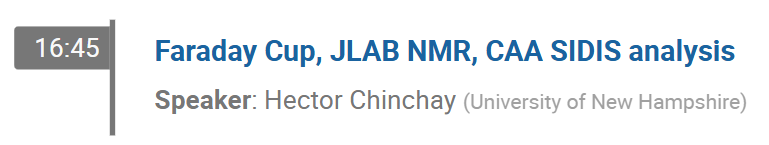 16:45
Faraday Cup, JLAB NMR, CAA SIDIS analysis
Speaker: Hector Chinchay (University of New Hampshire)